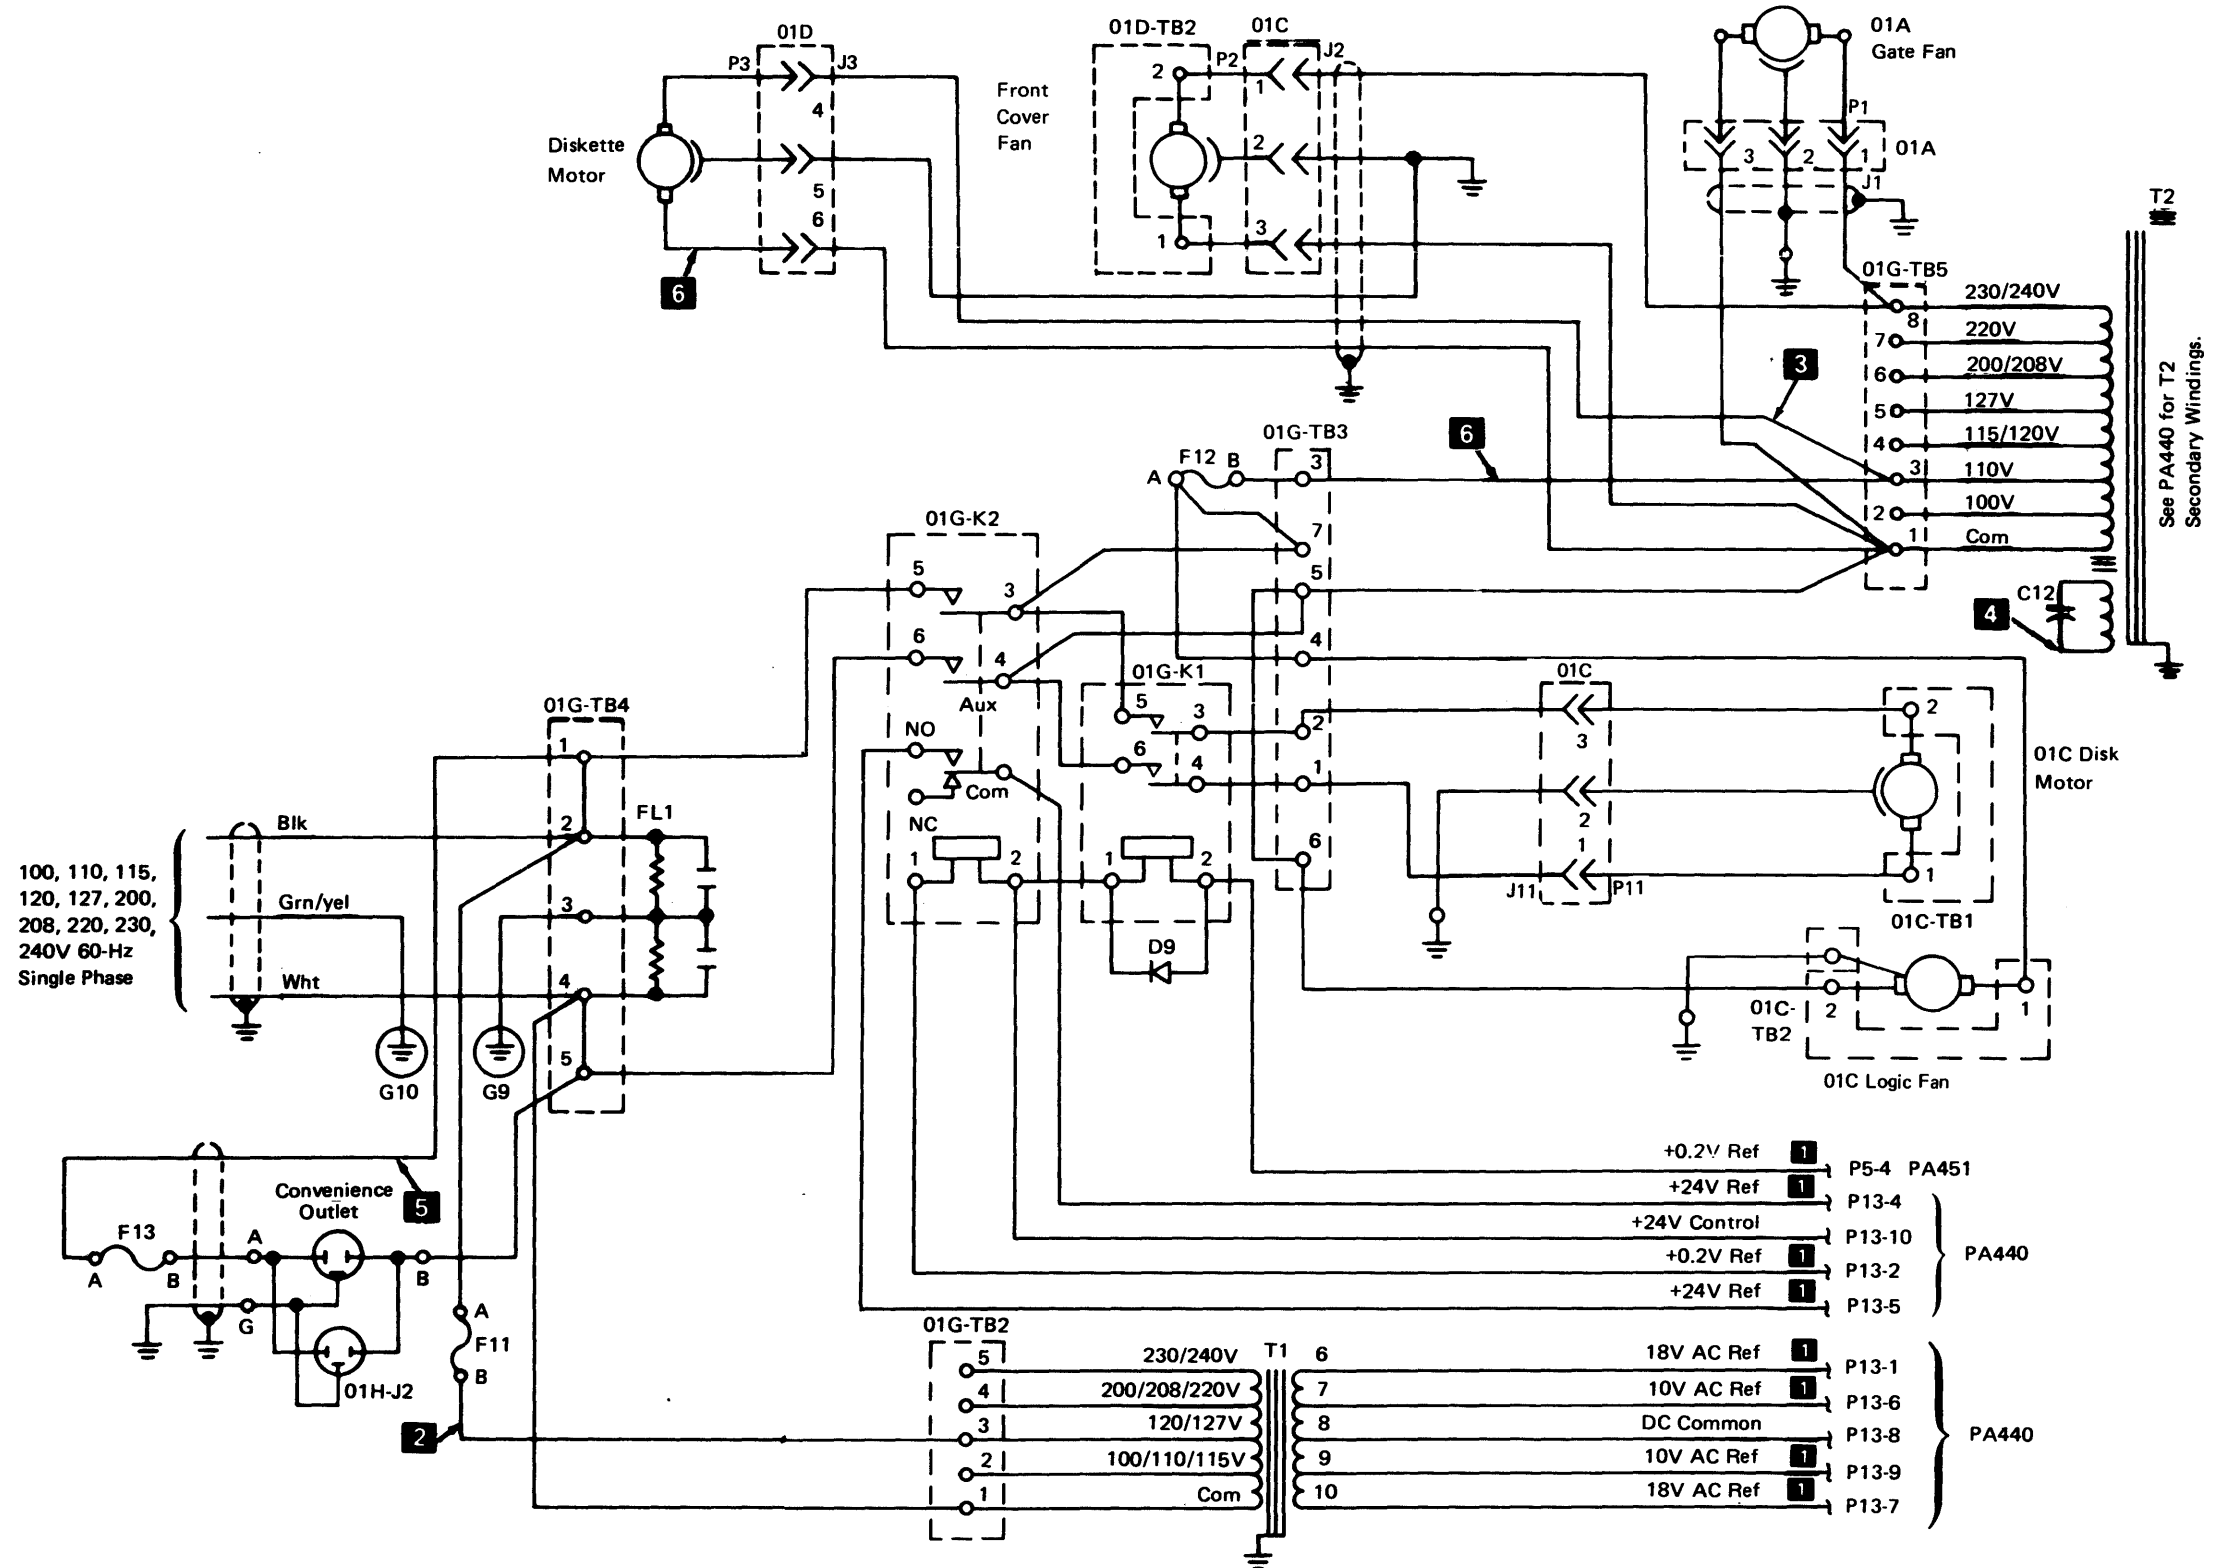 01D
P3
J3
4
5
6
Diskette
Motor
6
01D-TB2
01C
P2
J2
2
1
1
2
3
Front
Cover
Fan
01A
Gate Fan
P1
01A
3
2
1
J1
T2
01G-TB5
230/240V
8
220V
7
200/208V
6
127V
5
115/120V
4
110V
3
100V
2
Com
1
3
See PA440 for T2
Secondary Windings.
C12
4
01G-TB3
6
A
F12
B
3
7
5
4
2
1
6
01G-K2
5
3
6
4
Aux
NO
Com
NC
1
2
01G-K1
5
3
6
4
1
2
D9
01C
3
2
1
J11
P11
2
1
01C Disk
Motor
01C-TB1
01C-
TB2
2
1
01C Logic Fan
01G-TB4
1
2
3
4
5
FL1
Blk
Grn/yel
Wht
100, 110, 115,
120, 127, 200,
208, 220, 230,
240V 60-Hz
Single Phase
G10
G9
5
Convenience
Outlet
F13
A
B
A
B
G
01H-J2
A
F11
B
2
+0.2V Ref
1
P5-4 PA451
+24V Ref
1
P13-4
+24V Control
P13-10
+0.2V Ref
1
P13-2
+24V Ref
1
P13-5
PA440
01G-TB2
5
230/240V
4
200/208/220V
3
120/127V
2
100/110/115V
1
Com
T1
6
18V AC Ref
1
P13-1
7
10V AC Ref
1
P13-6
8
DC Common
P13-8
9
10V AC Ref
1
P13-9
10
18V AC Ref
1
P13-7
PA440